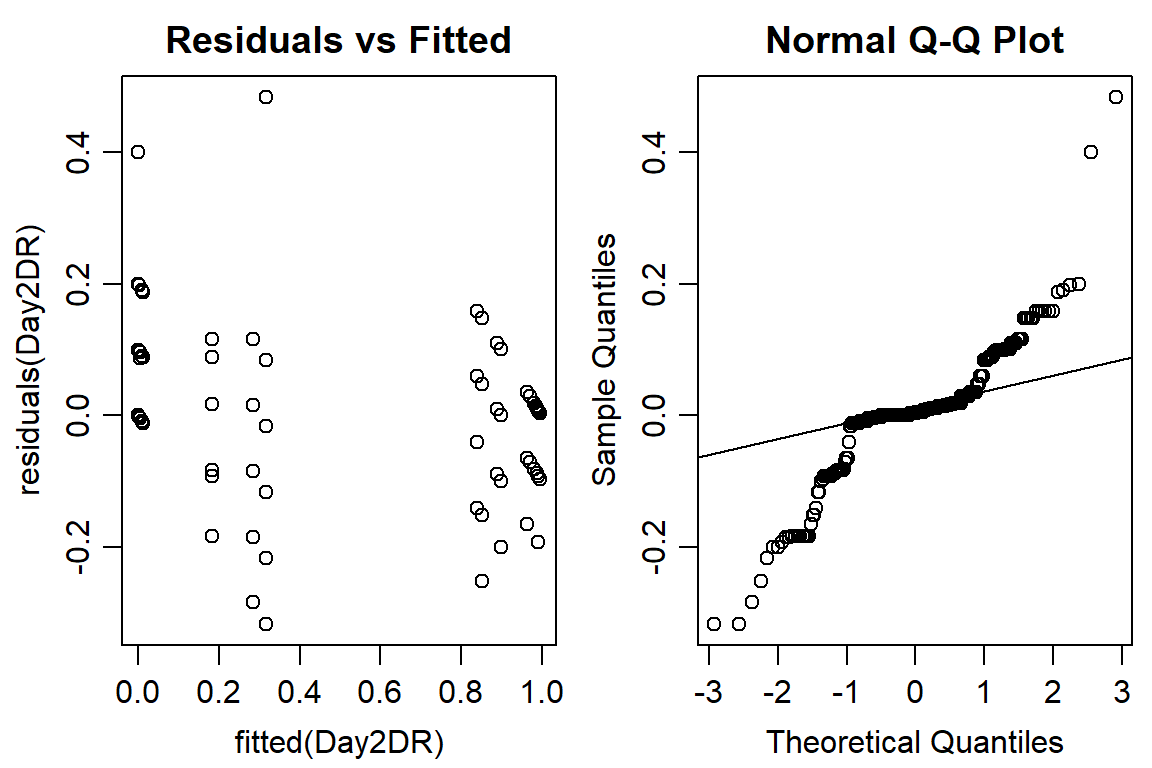 Residuals vs Fitted
residuals(Day2DR)
0.4
0.2
0.0
-0.2
0.0 0.2 0.4 0.6 0.8 1.0
fitted(Day2DR)
Normal Q-Q Plot
Sample Quantiles
0.4
0.2
0.0
-0.2
-3 -2 -1 0 1 2 3
Theoretical Quantiles